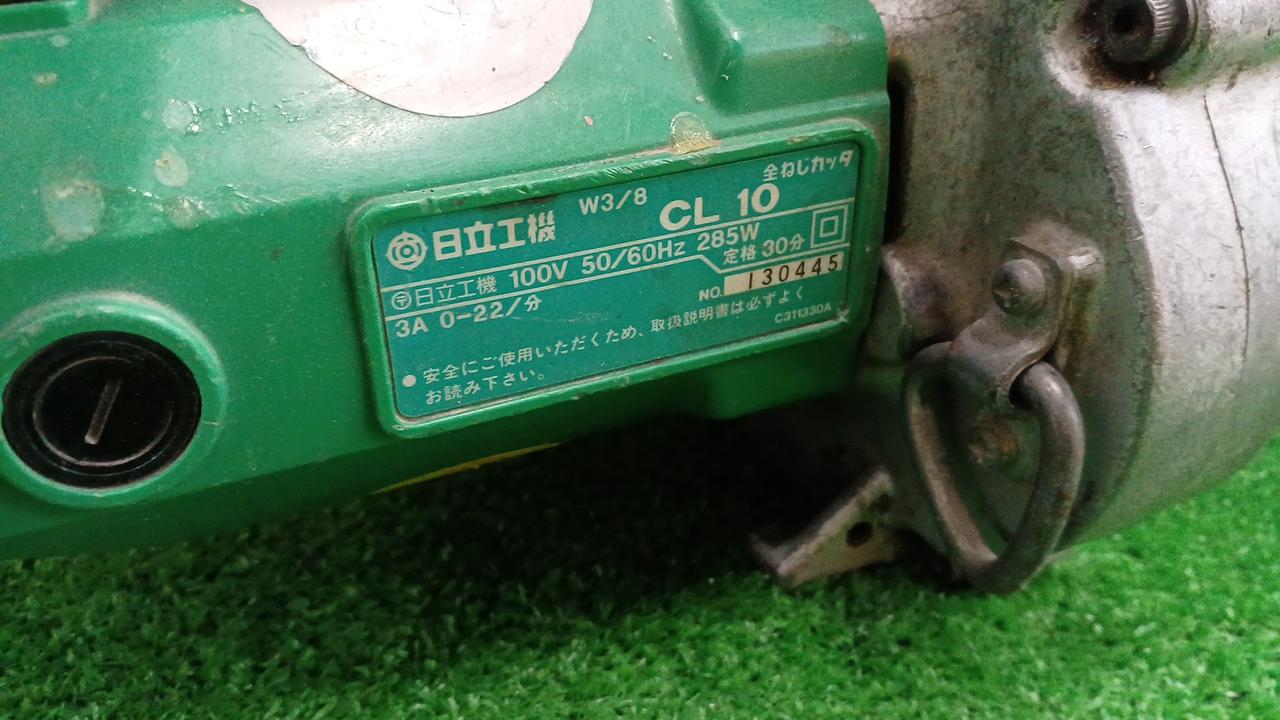 全ねじカッタ
日立工機 W3/8 CL 10
〒日立工機 100V 50/60Hz 285W
定格 30分
3A 0-22/分
NO. 130445
●安全にご使用いただくため、取扱説明書は必ずよく
お読み下さい。
C311330A